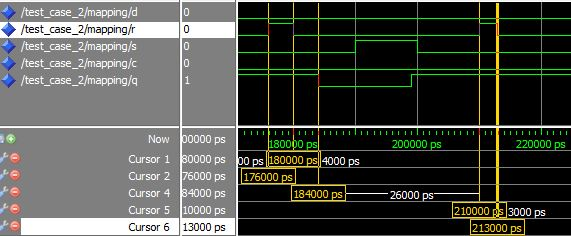 /test_case_2/mapping/d 0
/test_case_2/mapping/r 0
/test_case_2/mapping/s 0
/test_case_2/mapping/c 0
/test_case_2/mapping/q 1
Now 00000 ps 180000 ps 200000 ps 220000 ps
Cursor 1 80000 ps 00 ps 180000 ps 4000 ps
Cursor 2 76000 ps 176000 ps
Cursor 4 84000 ps 184000 ps 26000 ps
Cursor 5 10000 ps 210000 ps 3000 ps
Cursor 6 13000 ps 213000 ps